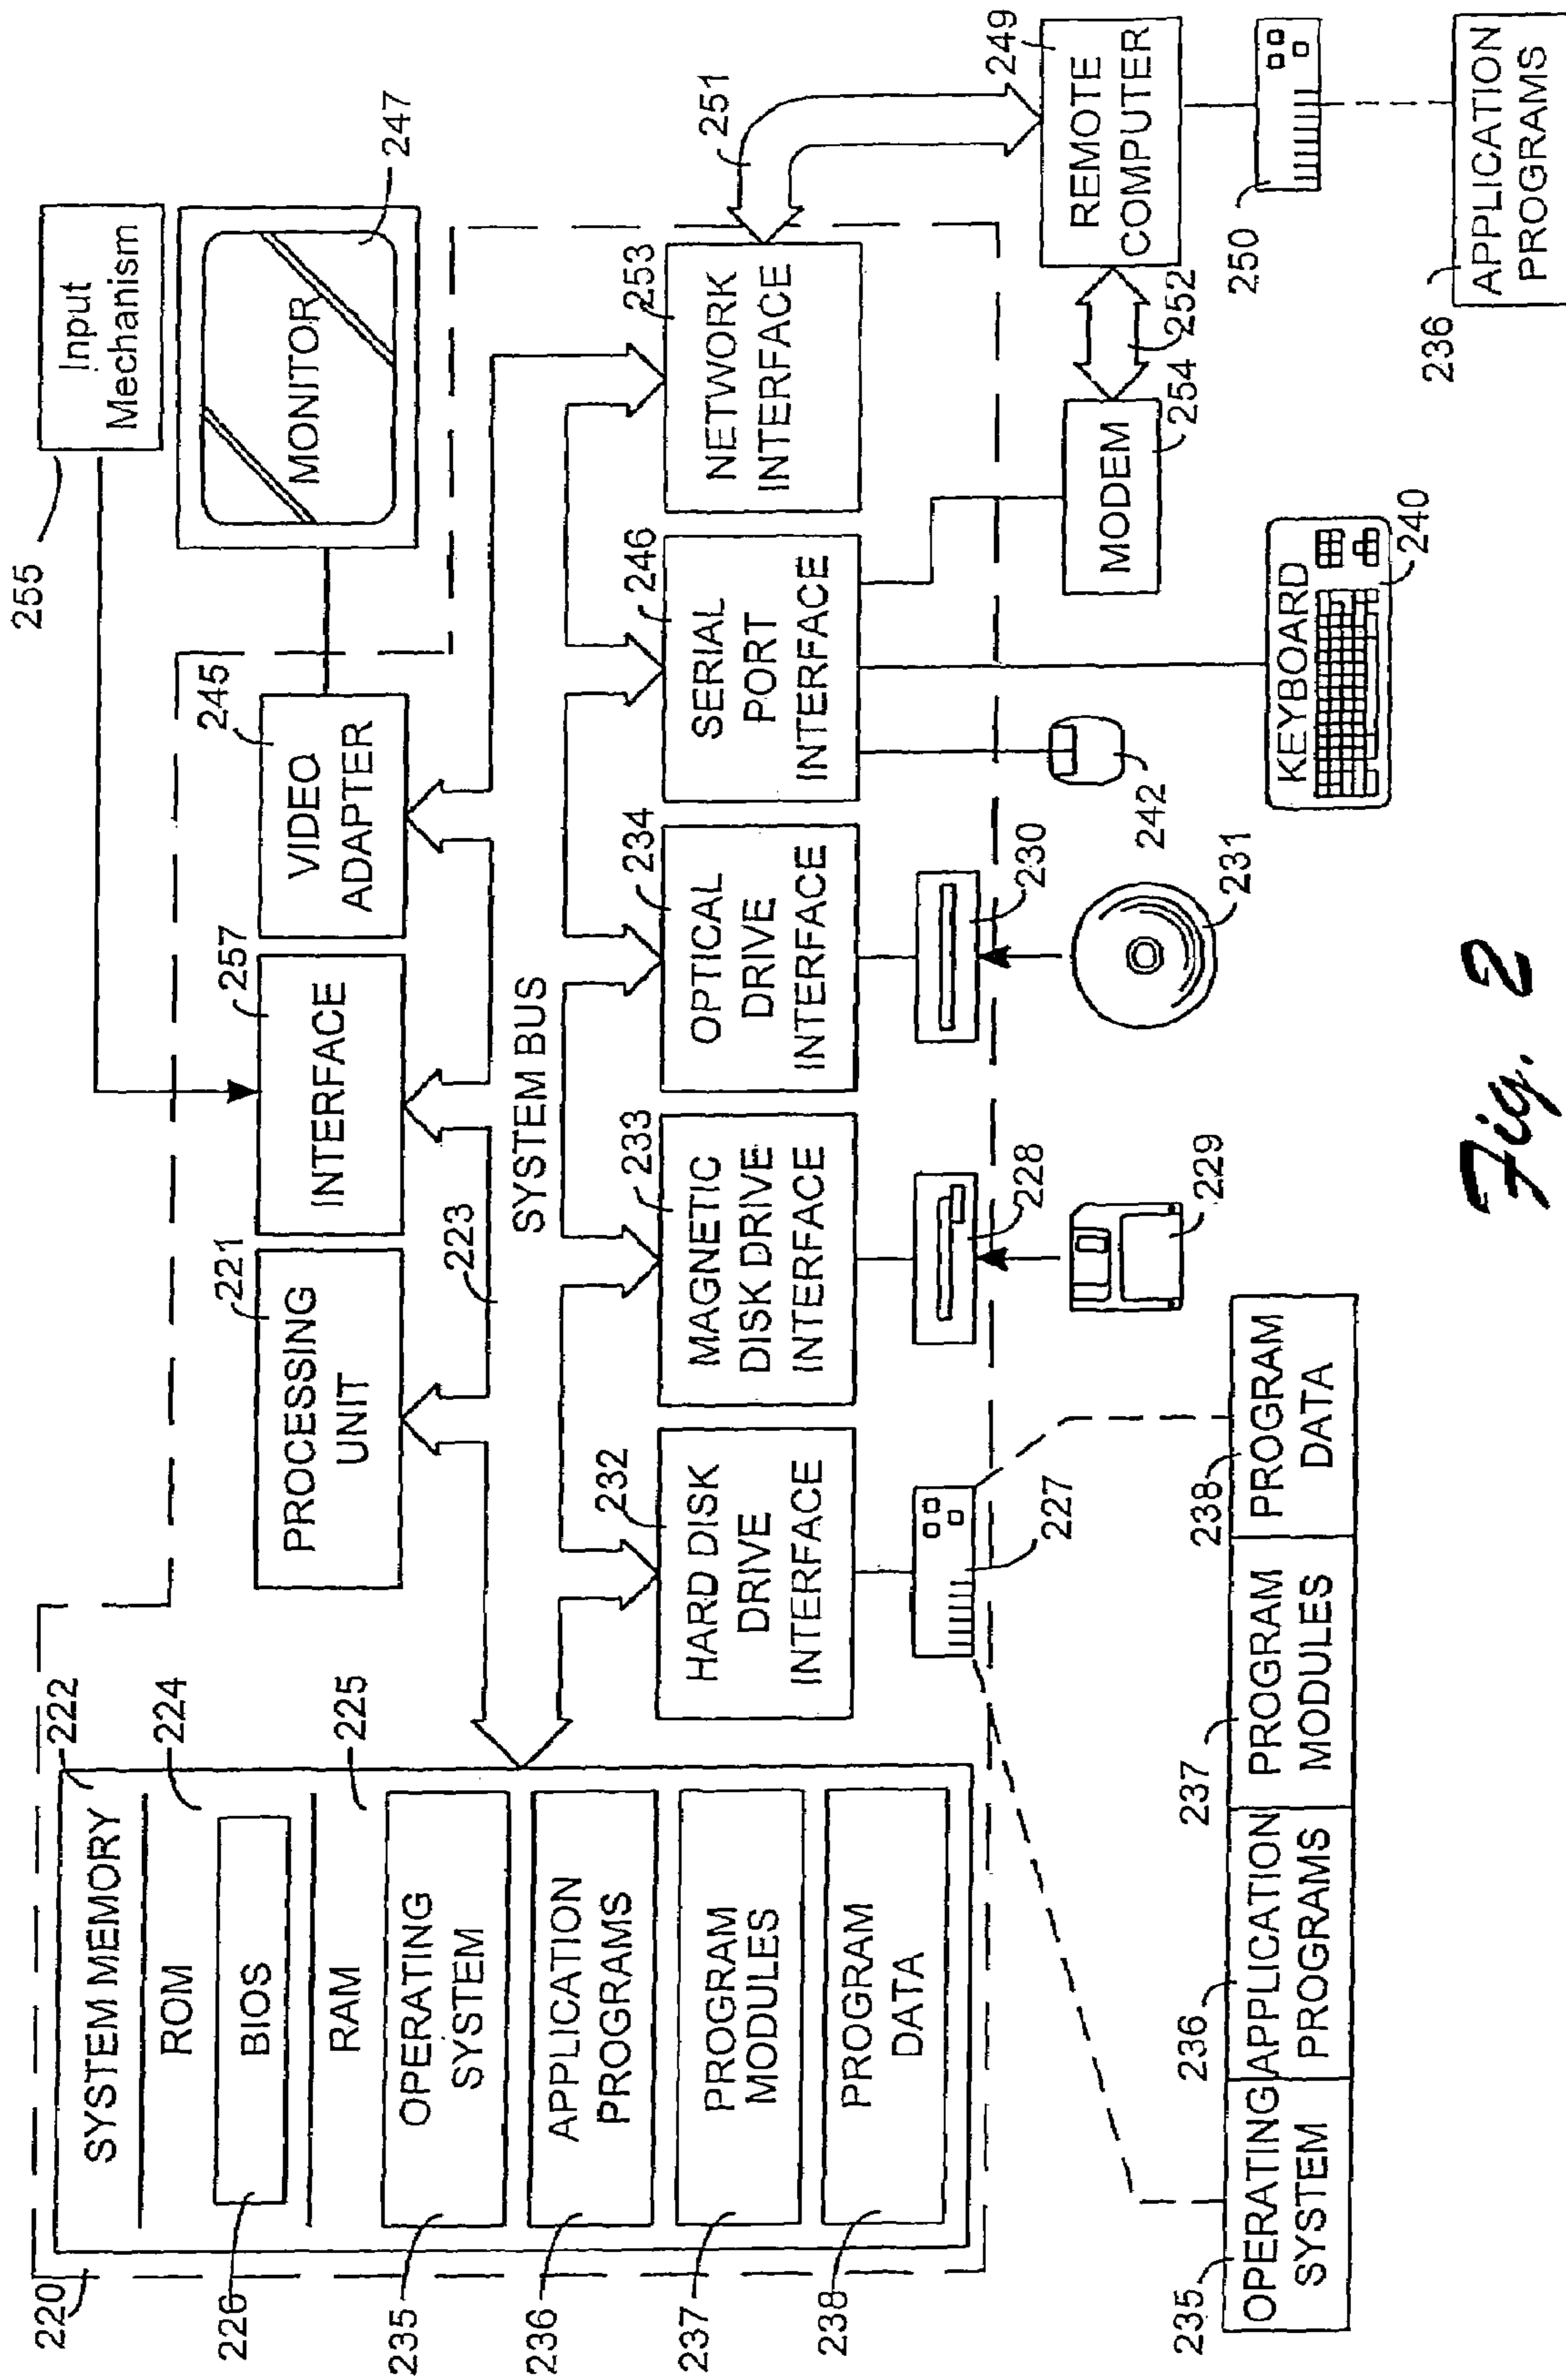 220
SYSTEM MEMORY
222
ROM
224
BIOS
226
RAM
225
OPERATING
SYSTEM
235
APPLICATION
PROGRAMS
236
PROGRAM
MODULES
237
PROGRAM
DATA
238
PROCESSING
UNIT
221
INTERFACE
257
VIDEO
ADAPTER
245
255
Input
Mechanism
MONITOR
247
223
SYSTEM BUS
HARD DISK
DRIVE
INTERFACE
232
MAGNETIC
DISK DRIVE
INTERFACE
233
OPTICAL
DRIVE
INTERFACE
234
SERIAL
PORT
INTERFACE
246
NETWORK
INTERFACE
253
251
227
228
230
229
231
242
KEYBOARD
240
MODEM
254
252
REMOTE
COMPUTER
249
250
236
APPLICATION
PROGRAMS
235
OPERATING
SYSTEM
236
APPLICATION
PROGRAMS
237
PROGRAM
MODULES
238
PROGRAM
DATA
Fig. 2